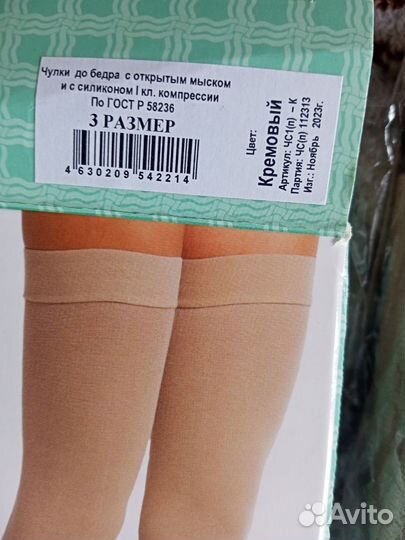 Чулки до бедра с открытым мыском
и с силиконом I кл. компрессии
По ГОСТ Р 58236
3 РАЗМЕР
4 630209 542214
Цвет:
Кремовый
Артикул: ЧС1(п) – К
Партия: ЧС(п) 112313
Изг.: Ноябрь 2023г.
Avito